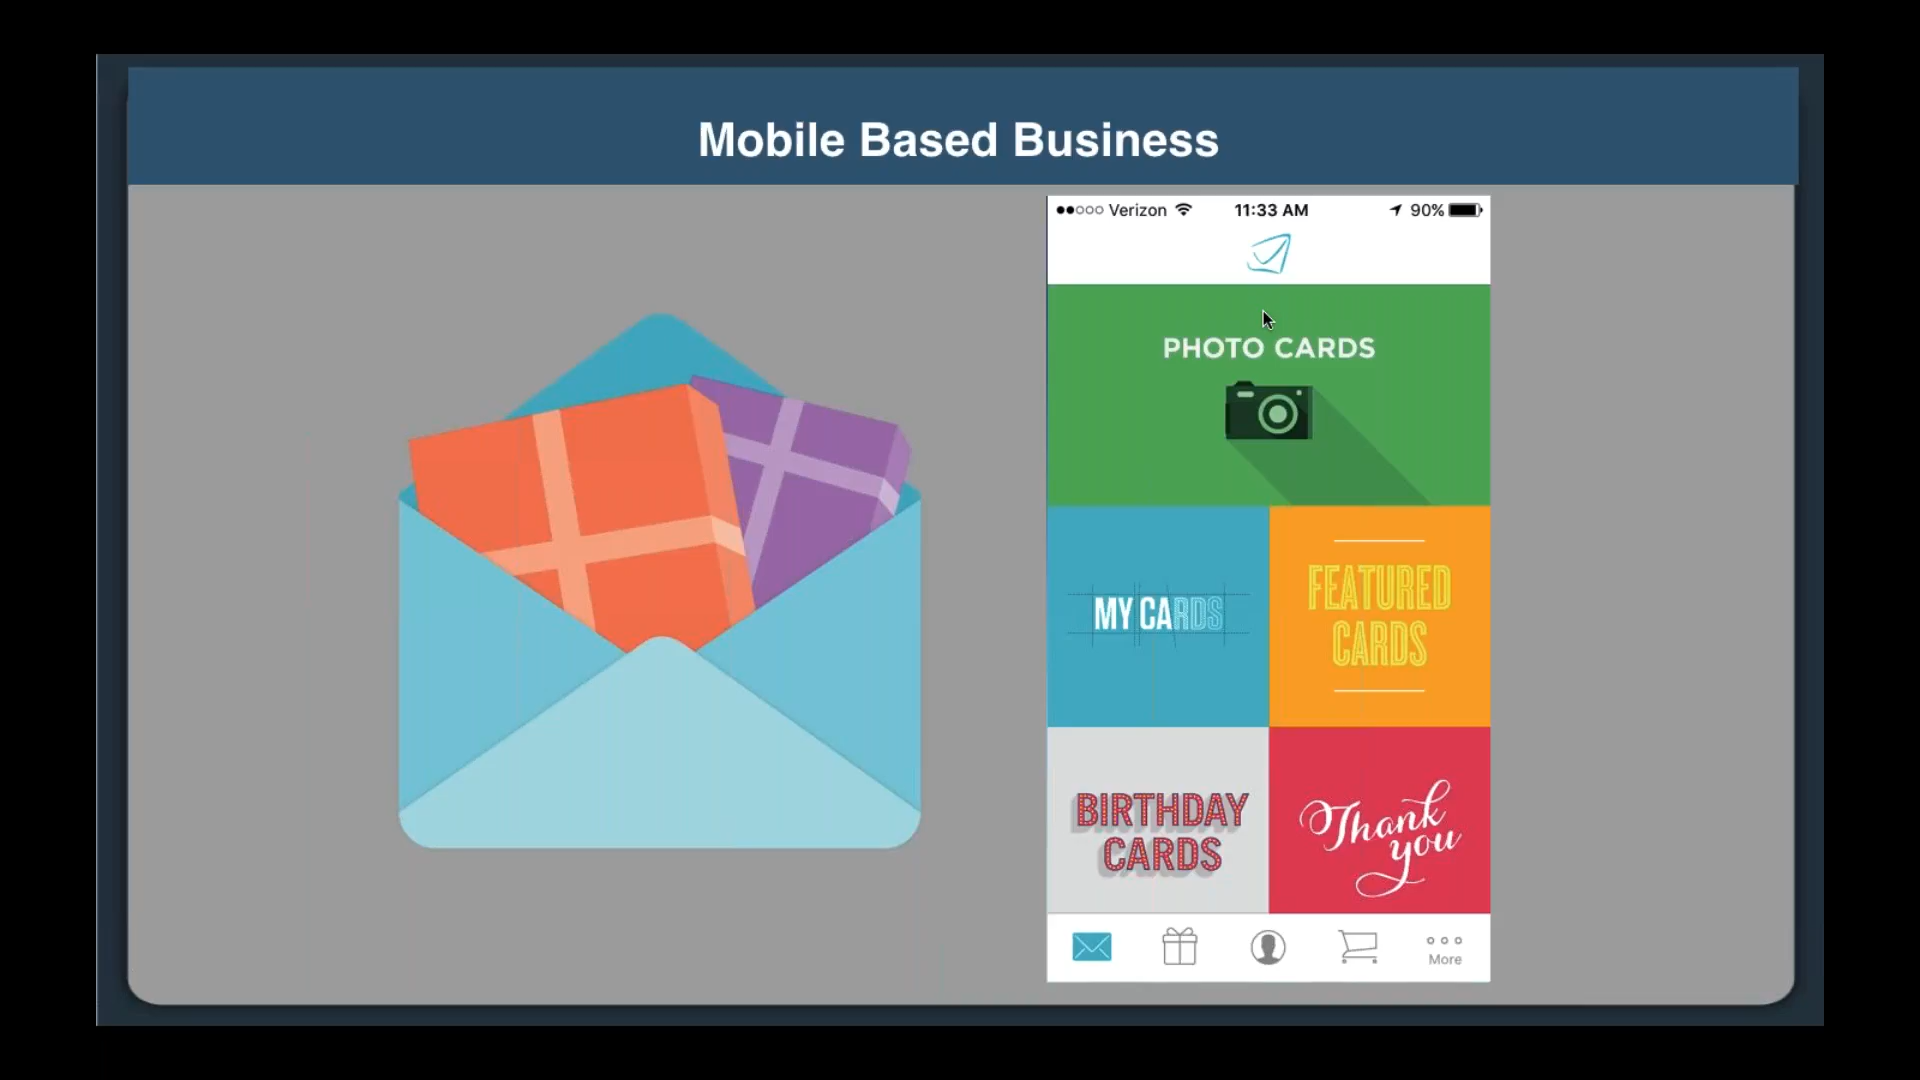 Mobile Based Business
Verizon 11:33 AM 90%
PHOTO CARDS
MY CARDS
FEATURED
CARDS
BIRTHDAY
CARDS
Thank
you
More